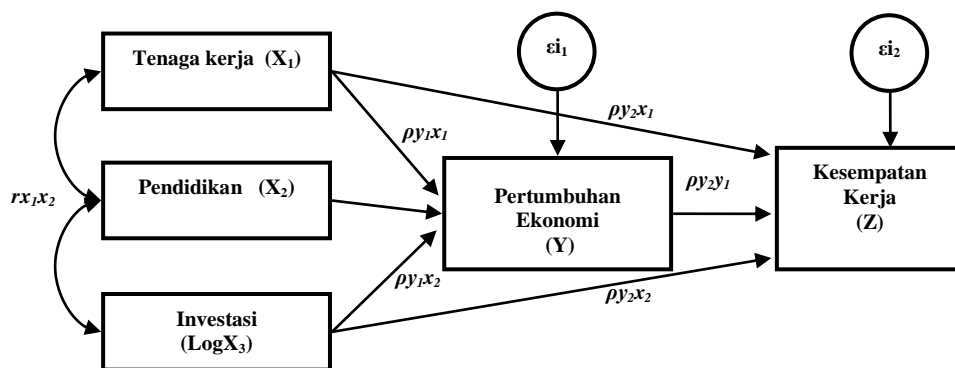 Tenaga kerja (X₁)
εi₁
εi₂
ρy₂x₁
ρy₁x₁
rx₁x₂
Pendidikan (X₂)
Pertumbuhan
Ekonomi
(Y)
ρy₂y₁
Kesempatan
Kerja
(Z)
ρy₁x₂
ρy₂x₂
Investasi
(LogX₃)